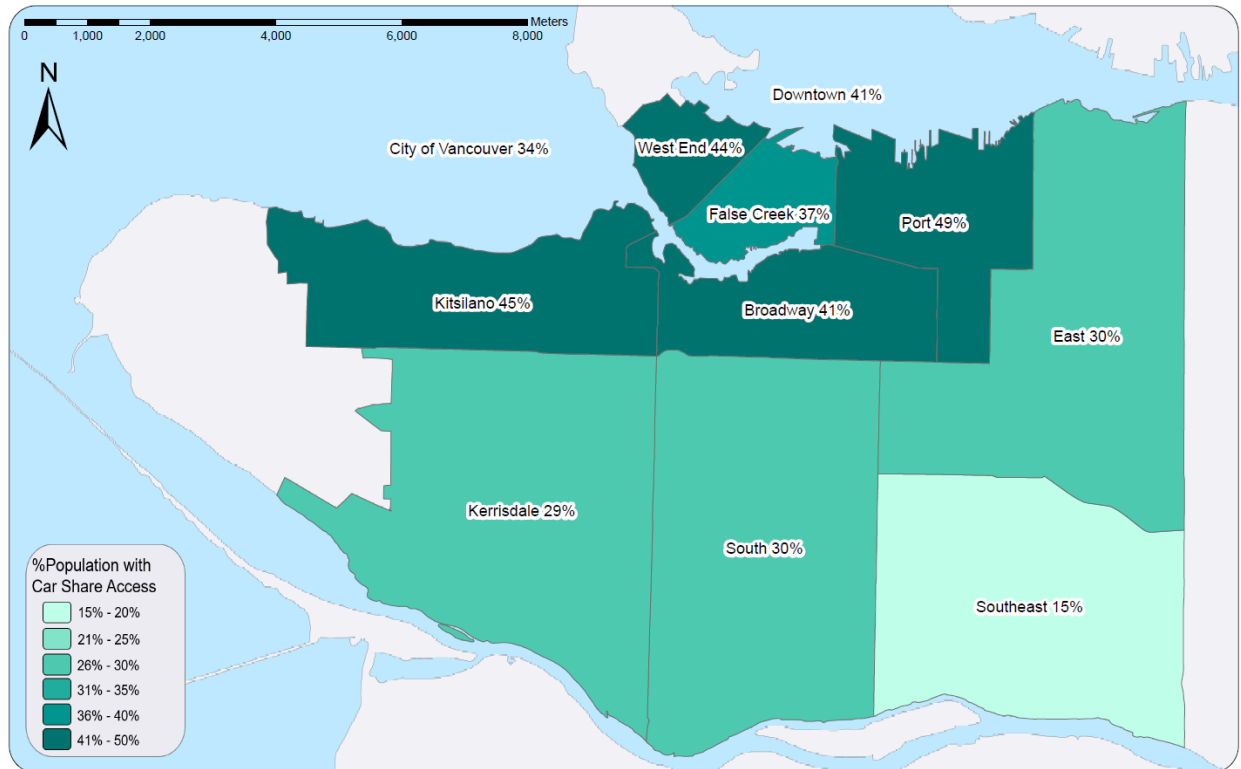 Meters
0 1,000 2,000 4,000 6,000 8,000
N
Downtown 41%
City of Vancouver 34%
West End 44%
False Creek 37%
Port 49%
Kitsilano 45%
Broadway 41%
East 30%
Kerrisdale 29%
South 30%
Southeast 15%
%Population with
Car Share Access
15% - 20%
21% - 25%
26% - 30%
31% - 35%
36% - 40%
41% - 50%